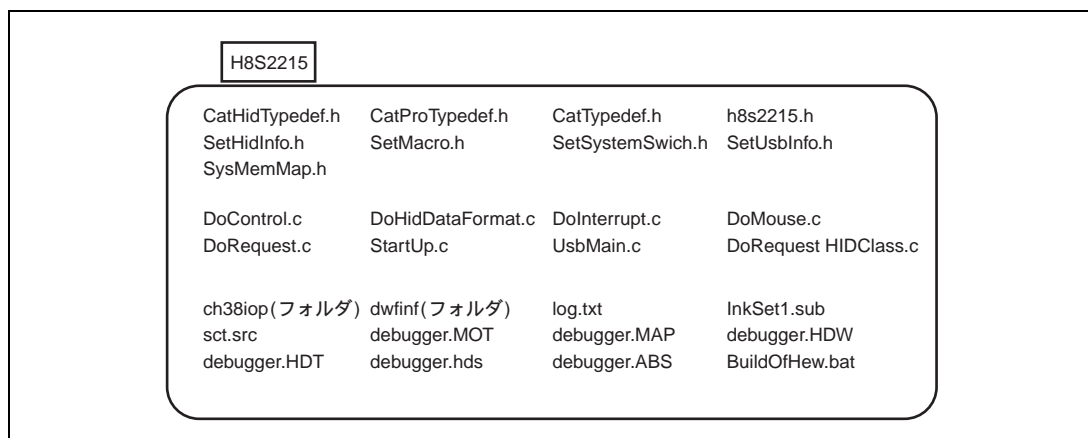 H8S2215
CatHidTypedef.h CatProTypedef.h CatTypedef.h h8s2215.h
SetHidInfo.h SetMacro.h SetSystemSwich.h SetUsbInfo.h
SysMemMap.h
DoControl.c DoHidDataFormat.c DoInterrupt.c DoMouse.c
DoRequest.c StartUp.c UsbMain.c DoRequest HIDClass.c
ch38iop(フォルダ) dwfinf(フォルダ) log.txt InkSet1.sub
sct.src debugger.MOT debugger.MAP debugger.HDW
debugger.HDT debugger.hds debugger.ABS BuildOfHew.bat